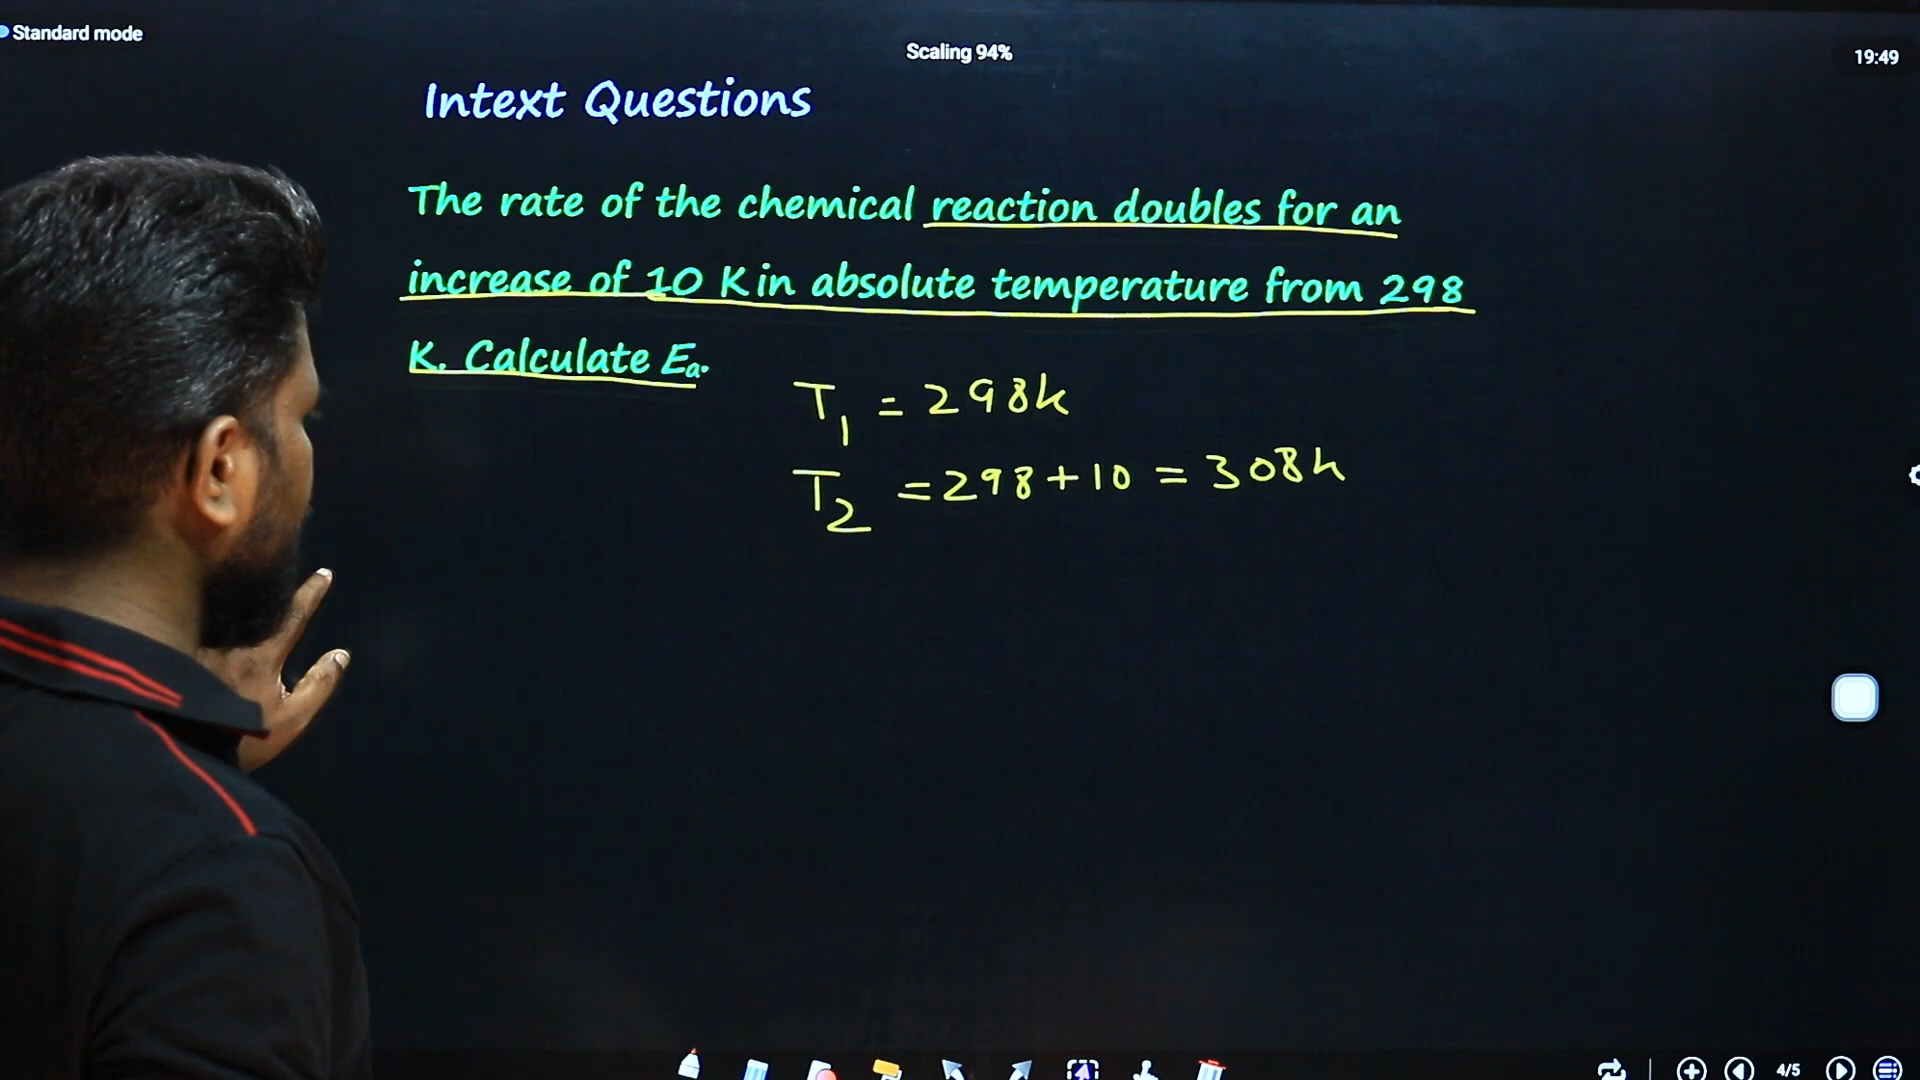 Standard mode
Scaling 94%
19:49
Intext Questions
The rate of the chemical reaction doubles for an
increase of 10 K in absolute temperature from 298
K. Calculate Ea.
T1 = 298k
T2 = 298 + 10 = 308k
4/5